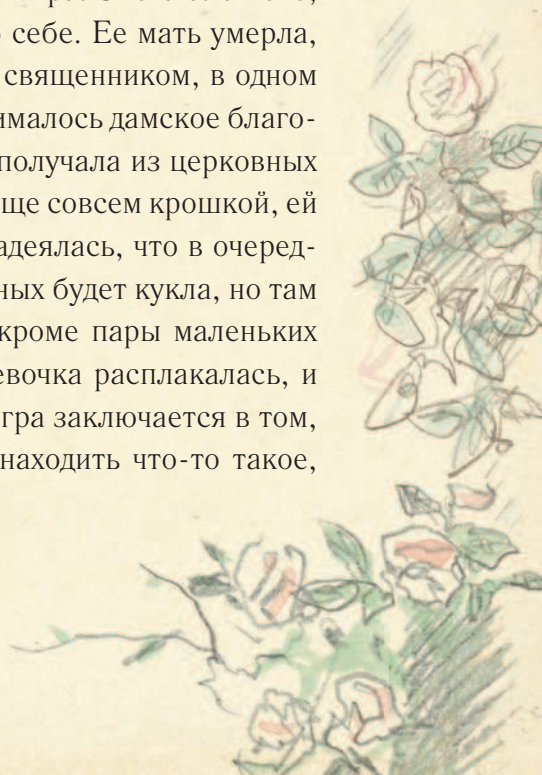 себе. Ее мать умерла,
священником, в одном
ималось дамское благо-
получала из церковных
ще совсем крошкой, ей
адеялась, что в очеред-
ных будет кукла, но там
кроме пары маленьких
евочка расплакалась, и
гра заключается в том,
находить что-то такое,